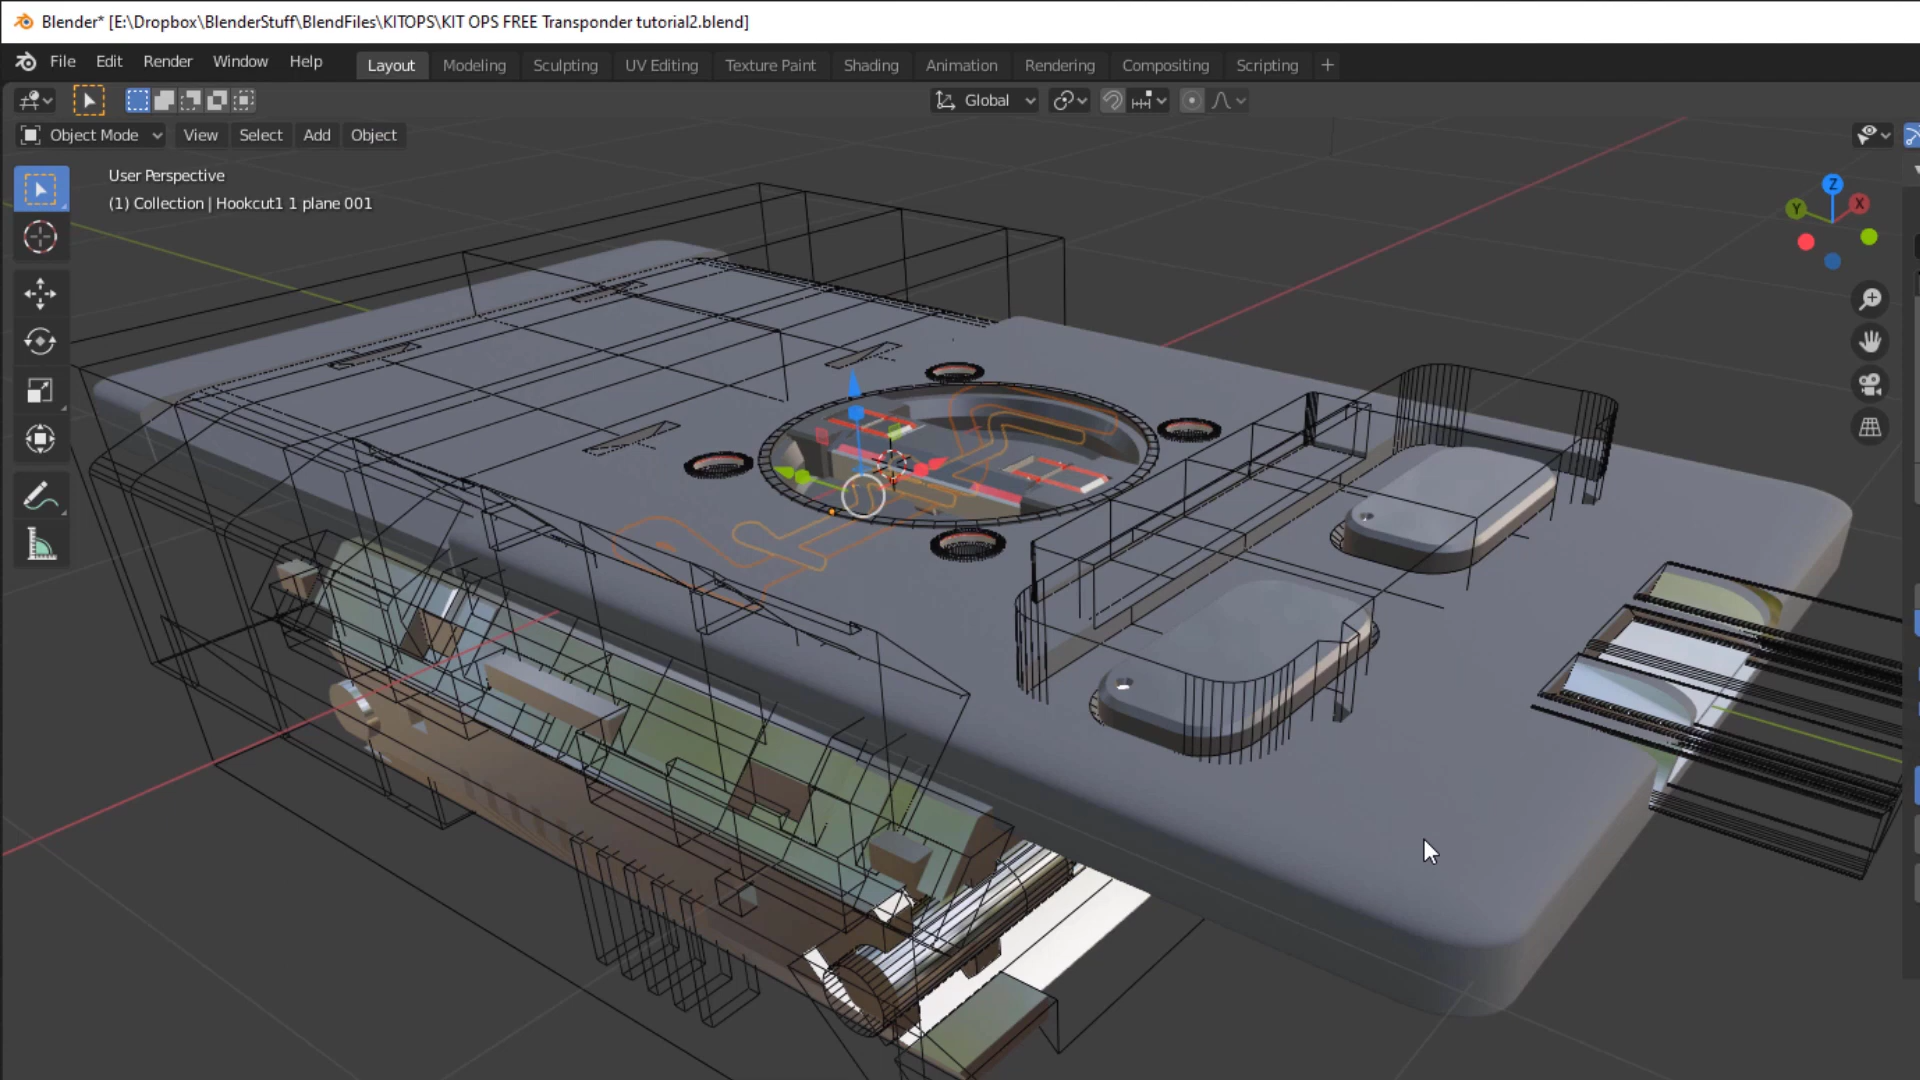 Blender* [E:\Dropbox\BlenderStuff\BlendFiles\KITOPS\KIT OPS FREE Transponder tutorial2.blend]
File Edit Render Window Help Layout Modeling Sculpting UV Editing Texture Paint Shading Animation Rendering Compositing Scripting +
Global
Object Mode View Select Add Object
User Perspective
(1) Collection | Hookcut1 1 plane 001
Z
Y X